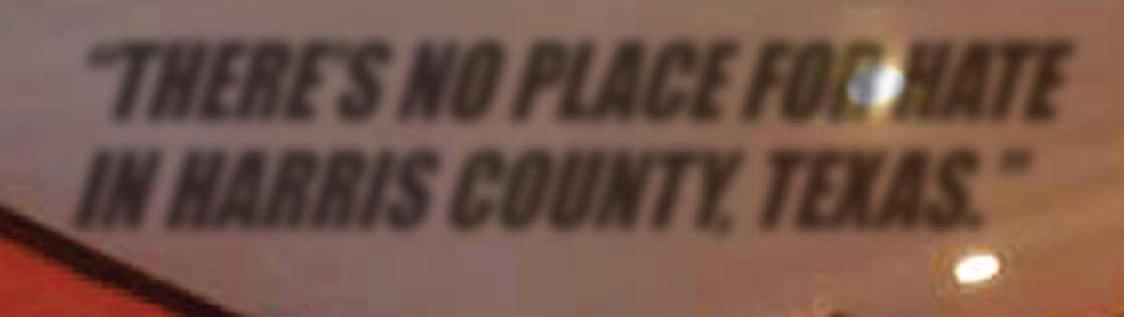 “THERE'S NO PLACE FOR HATE
IN HARRIS COUNTY, TEXAS.”